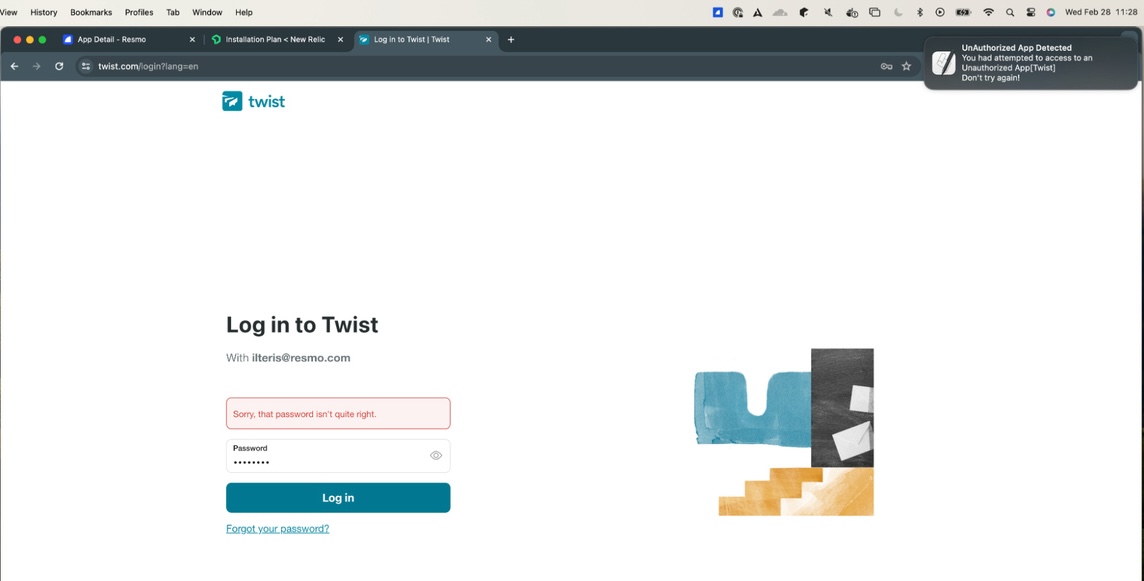 View History Bookmarks Profiles Tab Window Help
Wed Feb 28 11:28
App Detail - Resmo
Installation Plan < New Relic
Log in to Twist | Twist
twist.com/login?lang=en
UnAuthorized App Detected
You had attempted to access to an
Unauthorized App[Twist]
Don't try again!
twist
Log in to Twist
With ilteris@resmo.com
Sorry, that password isn't quite right.
Password
••••••••
Log in
Forgot your password?